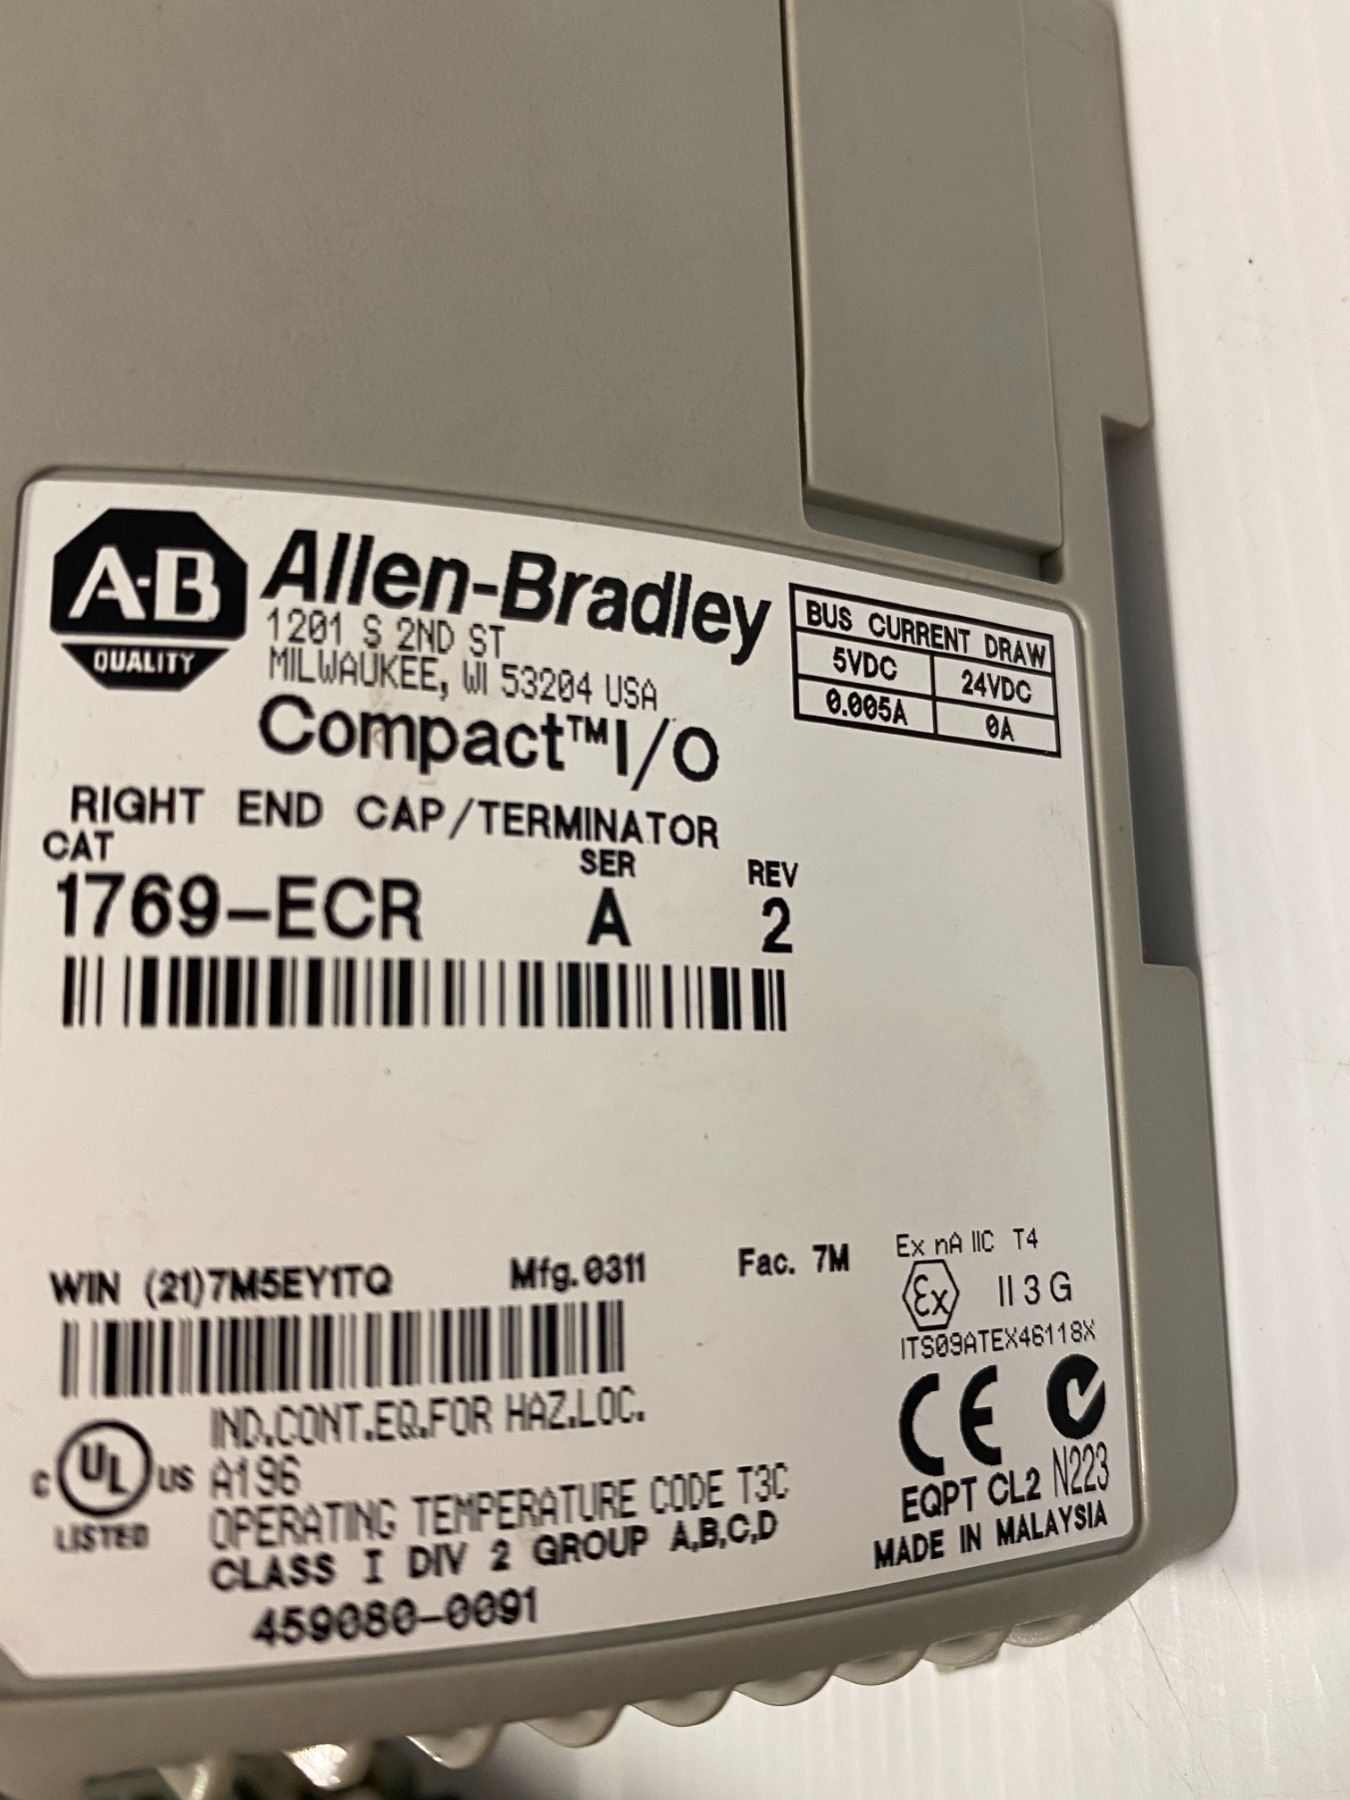 A-B
QUALITY
Allen-Bradley
1201 S 2ND ST
MILWAUKEE, WI 53204 USA
Compact™I/O
BUS CURRENT DRAW
5VDC 24VDC
0.005A 0A
RIGHT END CAP/TERMINATOR
CAT SER REV
1769-ECR A 2
WIN (21)7M5EY1TQ Mfg.0311 Fac. 7M
Ex nA IIC T4
Ex II 3 G
ITS09ATEX46118X
CE
N223
EQPT CL2
MADE IN MALAYSIA
C UL US
LISTED
IND.CONT.EQ.FOR HAZ.LOC.
A196
OPERATING TEMPERATURE CODE T3C
CLASS I DIV 2 GROUP A,B,C,D
459080-0091